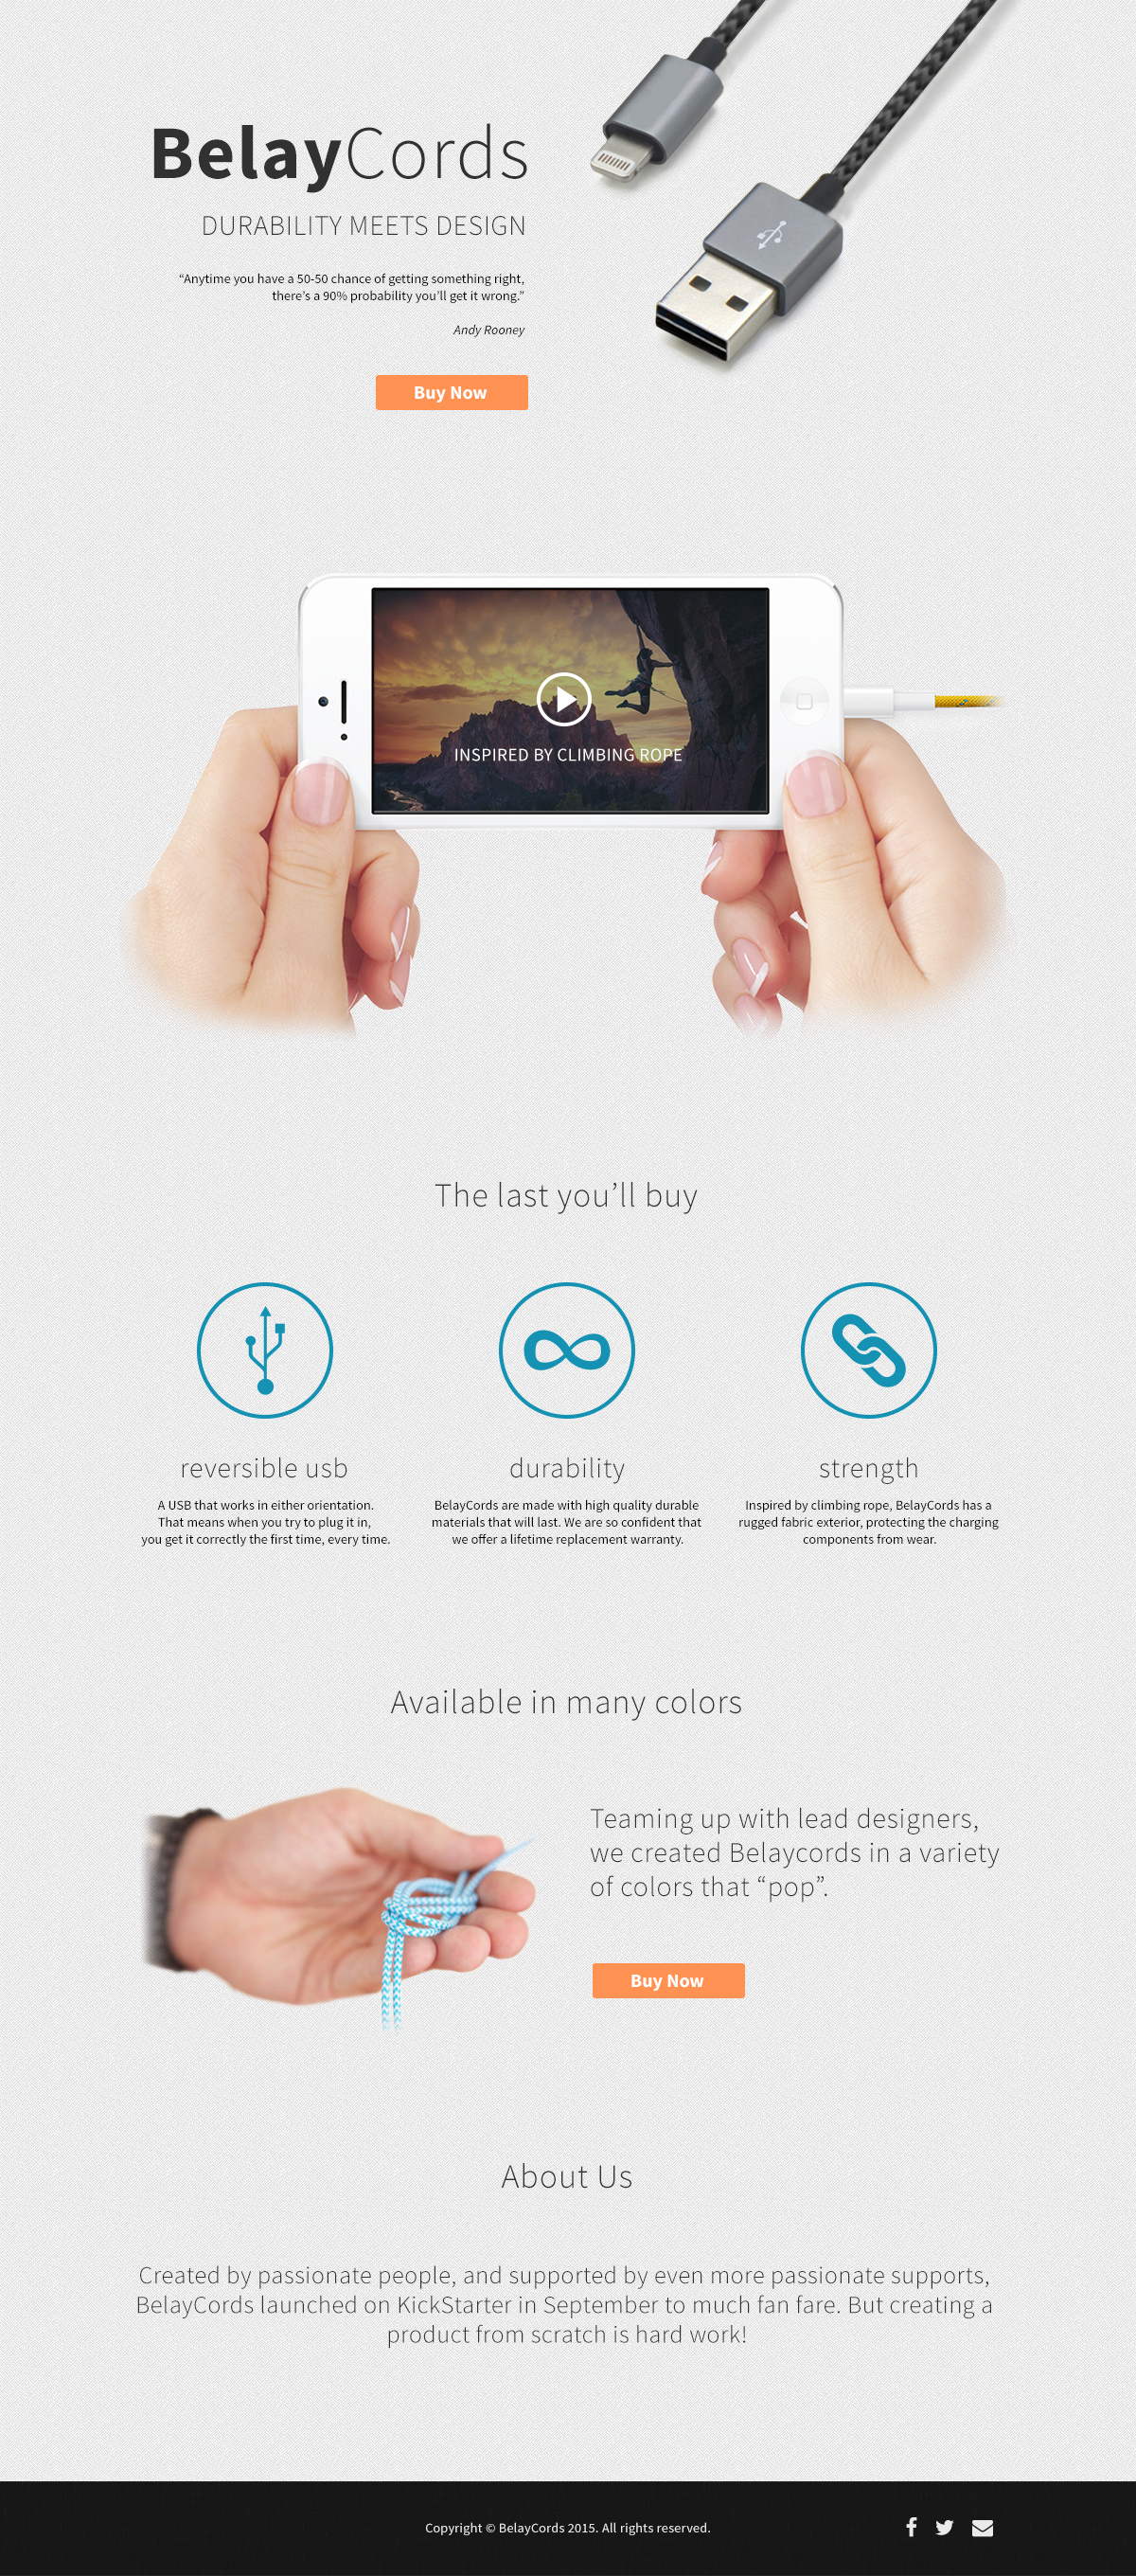 BelayCords
DURABILITY MEETS DESIGN
“Anytime you have a 50-50 chance of getting something right,
there’s a 90% probability you’ll get it wrong.”
Andy Rooney
Buy Now
INSPIRED BY CLIMBING ROPE
The last you’ll buy
reversible usb
A USB that works in either orientation.
That means when you try to plug it in,
you get it correctly the first time, every time.
durability
BelayCords are made with high quality durable
materials that will last. We are so confident that
we offer a lifetime replacement warranty.
strength
Inspired by climbing rope, BelayCords has a
rugged fabric exterior, protecting the charging
components from wear.
Available in many colors
Teaming up with lead designers,
we created Belaycords in a variety
of colors that “pop”.
Buy Now
About Us
Created by passionate people, and supported by even more passionate supports,
BelayCords launched on KickStarter in September to much fan fare. But creating a
product from scratch is hard work!
Copyright © BelayCords 2015. All rights reserved.